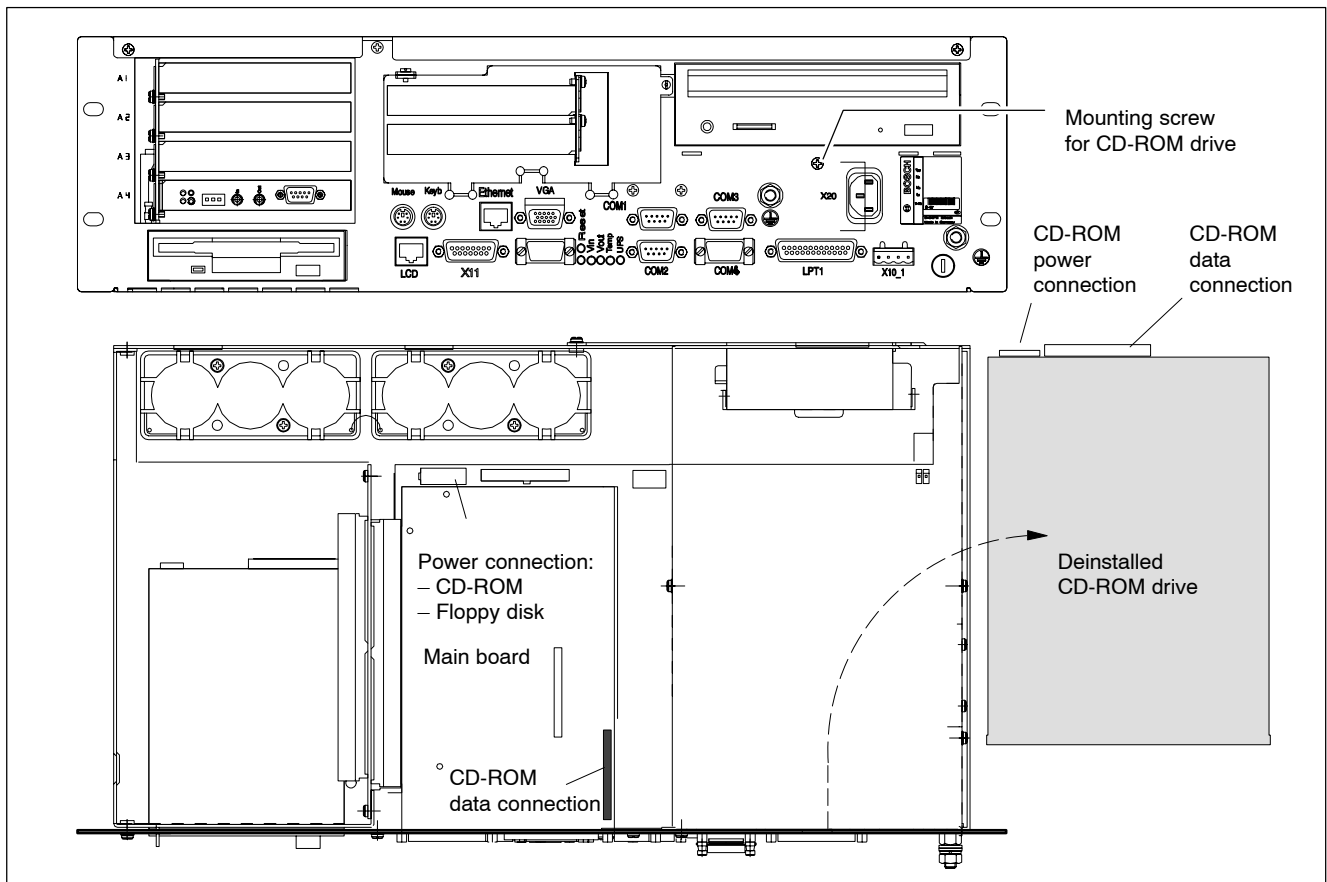 A1
A2
A3
A4
Mouse
Keyb
Ethernet
VGA
COM1
COM3
X20
BOSCH
Reset
Vin
Vout
Temp
UPS
LCD
X11
COM2
COM4
LPT1
X10_1
Mounting screw
for CD-ROM drive
CD-ROM
power
connection
CD-ROM
data
connection
Power connection:
– CD-ROM
– Floppy disk
Main board
CD-ROM
data connection
Deinstalled
CD-ROM drive